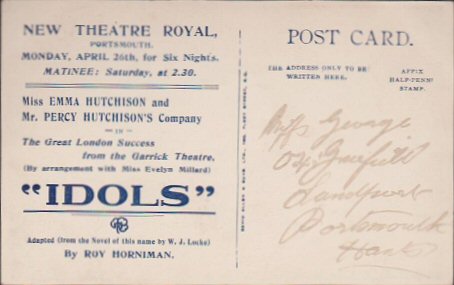 NEW THEATRE ROYAL,
PORTSMOUTH.
MONDAY, APRIL 26th, for Six Nights.
MATINEE: Saturday, at 2.30.
Miss EMMA HUTCHISON and
Mr. PERCY HUTCHISON'S Company
— IN —
The Great London Success
from the Garrick Theatre,
(By arrangement with Miss Evelyn Millard)
"IDOLS"
Adapted (from the Novel of this name by W. J. Locke)
By ROY HORNIMAN.
POST CARD.
THE ADDRESS ONLY TO BE
WRITTEN HERE.
AFFIX
HALF-PENNY
STAMP.
George
Landport
Portsmouth
Hants